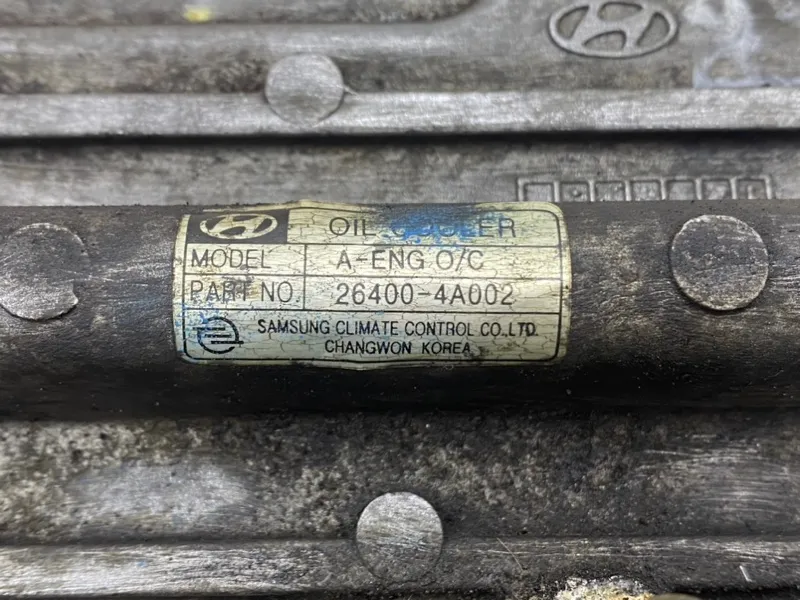 OIL COOLER
MODEL A-ENG O/C
PART NO. 26400-4A002
SAMSUNG CLIMATE CONTROL CO.,LTD.
CHANGWON KOREA